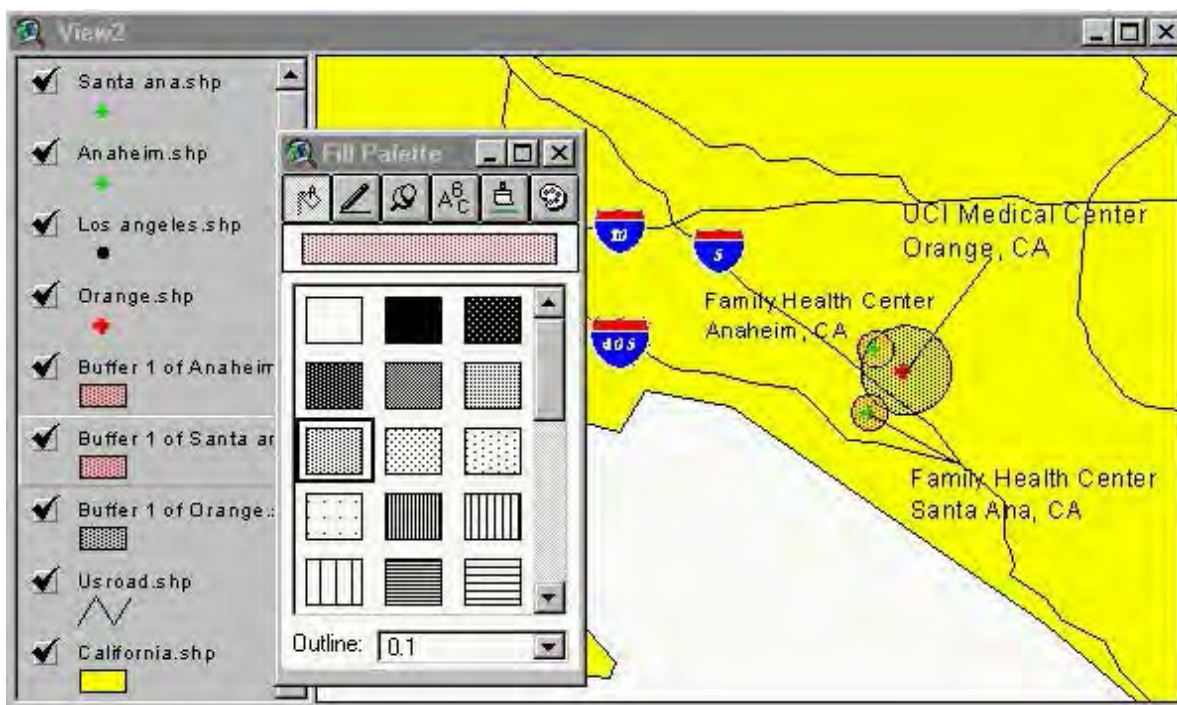 View2
Santa ana.shp
Anaheim.shp
Los angeles.shp
Orange.shp
Buffer 1 of Anaheim
Buffer 1 of Santa ar
Buffer 1 of Orange.:
Usroad.shp
California.shp
Fill Palette
ABC
Outline: 0.1
10
5
405
UCI Medical Center
Orange, CA
Family Health Center
Anaheim, CA
Family Health Center
Santa Ana, CA